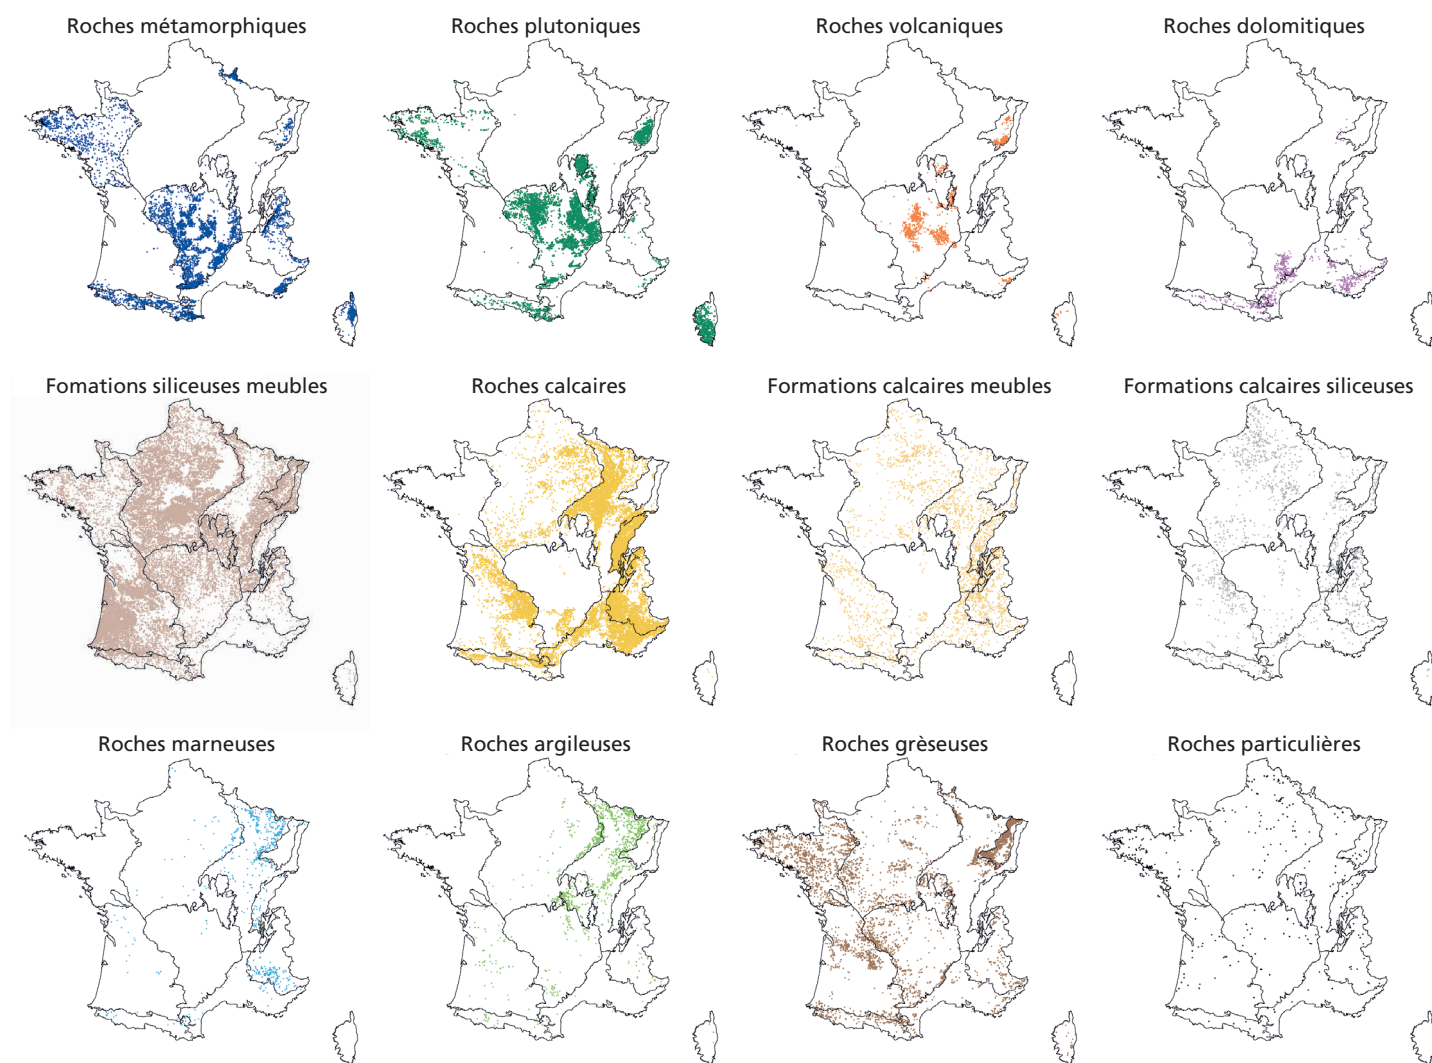 Roches métamorphiques
Roches plutoniques
Roches volcaniques
Roches dolomitiques
Fomations siliceuses meubles
Roches calcaires
Formations calcaires meubles
Formations calcaires siliceuses
Roches marneuses
Roches argileuses
Roches grèseuses
Roches particulières